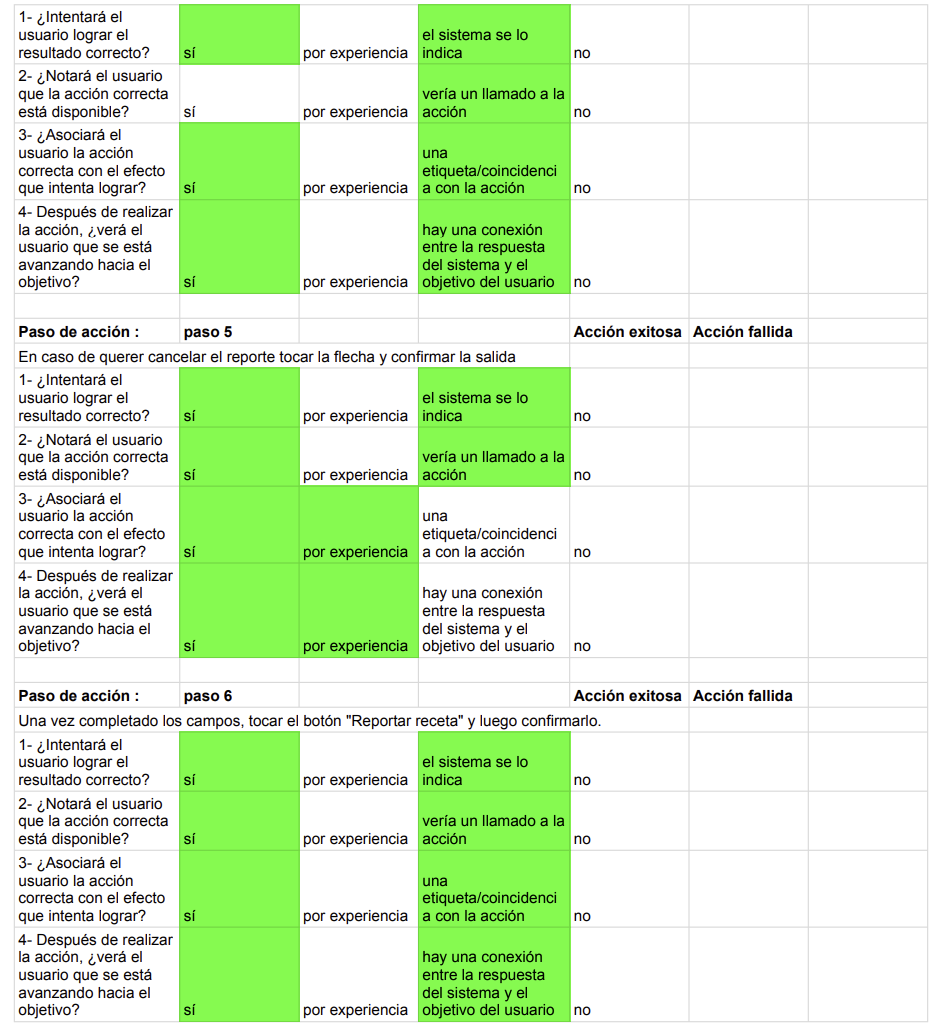 1- ¿Intentará el
usuario lograr el
resultado correcto?
sí
por experiencia
el sistema se lo
indica
no
2- ¿Notará el usuario
que la acción correcta
está disponible?
sí
por experiencia
vería un llamado a la
acción
no
3- ¿Asociará el
usuario la acción
correcta con el efecto
que intenta lograr?
sí
por experiencia
una
etiqueta/coincidenci
a con la acción
no
4- Después de realizar
la acción, ¿verá el
usuario que se está
avanzando hacia el
objetivo?
sí
por experiencia
hay una conexión
entre la respuesta
del sistema y el
objetivo del usuario
no
Paso de acción :
paso 5
Acción exitosa
Acción fallida
En caso de querer cancelar el reporte tocar la flecha y confirmar la salida
1- ¿Intentará el
usuario lograr el
resultado correcto?
sí
por experiencia
el sistema se lo
indica
no
2- ¿Notará el usuario
que la acción correcta
está disponible?
sí
por experiencia
vería un llamado a la
acción
no
3- ¿Asociará el
usuario la acción
correcta con el efecto
que intenta lograr?
sí
por experiencia
una
etiqueta/coincidenci
a con la acción
no
4- Después de realizar
la acción, ¿verá el
usuario que se está
avanzando hacia el
objetivo?
sí
por experiencia
hay una conexión
entre la respuesta
del sistema y el
objetivo del usuario
no
Paso de acción :
paso 6
Acción exitosa
Acción fallida
Una vez completado los campos, tocar el botón "Reportar receta" y luego confirmarlo.
1- ¿Intentará el
usuario lograr el
resultado correcto?
sí
por experiencia
el sistema se lo
indica
no
2- ¿Notará el usuario
que la acción correcta
está disponible?
sí
por experiencia
vería un llamado a la
acción
no
3- ¿Asociará el
usuario la acción
correcta con el efecto
que intenta lograr?
sí
por experiencia
una
etiqueta/coincidenci
a con la acción
no
4- Después de realizar
la acción, ¿verá el
usuario que se está
avanzando hacia el
objetivo?
sí
por experiencia
hay una conexión
entre la respuesta
del sistema y el
objetivo del usuario
no